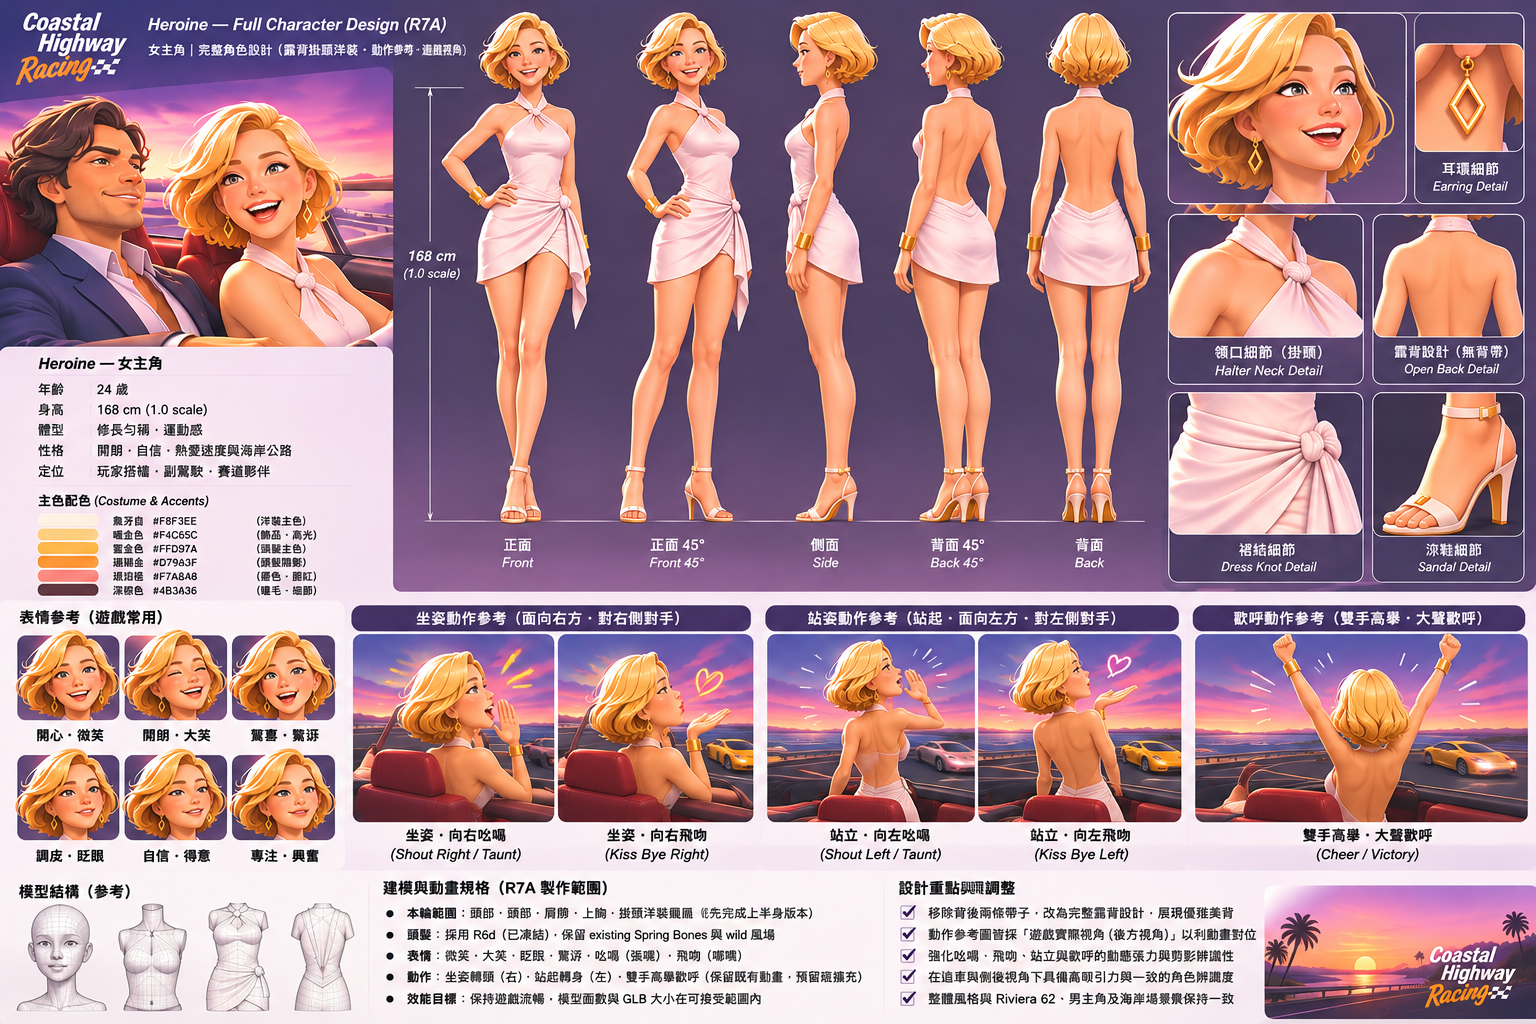 Coastal
Highway
Racing
Heroine — Full Character Design (R7A)
女主角｜完整角色設計（露背掛頸洋裝・動作參考・遊戲視角）
168 cm
(1.0 scale)
正面
Front
正面 45°
Front 45°
側面
Side
背面 45°
Back 45°
背面
Back
耳環細節
Earring Detail
領口細節（掛頸）
Halter Neck Detail
露背設計（無背帶）
Open Back Detail
裙結細節
Dress Knot Detail
涼鞋細節
Sandal Detail
Heroine — 女主角
年齡 24 歲
身高 168 cm (1.0 scale)
體型 修長勻稱・運動感
性格 開朗・自信・熱愛速度與海岸公路
定位 玩家搭檔・副駕駛・賽道夥伴
主色配色 (Costume & Accents)
#F8F3EE （洋裝主色）
#F4C65C （飾品・高光）
#FFD97A （頭髮主色）
#D79A3F
#F7A8A8
#4B3A36 （睫毛・細節）
表情參考（遊戲常用）
開心・微笑
開朗・大笑
驚喜・驚訝
調皮・眨眼
自信・得意
專注・興奮
坐姿動作參考（面向右方・對右側對手）
坐姿・向右吆喝
(Shout Right / Taunt)
坐姿・向右飛吻
(Kiss Bye Right)
站姿動作參考（站起・面向左方・對左側對手）
站立・向左吆喝
(Shout Left / Taunt)
站立・向左飛吻
(Kiss Bye Left)
歡呼動作參考（雙手高舉・大聲歡呼）
雙手高舉・大聲歡呼
(Cheer / Victory)
模型結構（參考）
建模與動畫規格（R7A 製作範圍）
● 本輪範圍：頭部・頭部・肩頸・上胸・掛頸洋裝 （優先完成上半身版本）
● 頭髮：採用 R6d（已凍結），保留 existing Spring Bones 與 wild 風場
● 表情：微笑・大笑・眨眼・驚訝・吆喝（張嘴）・飛吻（嘟嘴）
● 動作：坐姿轉頭（右）・站起轉身（左）・雙手高舉歡呼（保留既有動畫，預留擴充）
● 效能目標：保持遊戲流暢，模型面數與 GLB 大小在可接受範圍內
設計重點與調整
移除背後兩條帶子，改為完整露背設計，展現優雅美背
動作參考圖皆採「遊戲實際視角（後方視角）」以利動畫對位
強化吆喝、飛吻、站立與歡呼的動態張力與剪影辨識性
在追車與側後視角下具備高吸引力與一致的角色辨識度
整體風格與 Riviera 62、男主角及海岸場景保持一致
Coastal
Highway
Racing